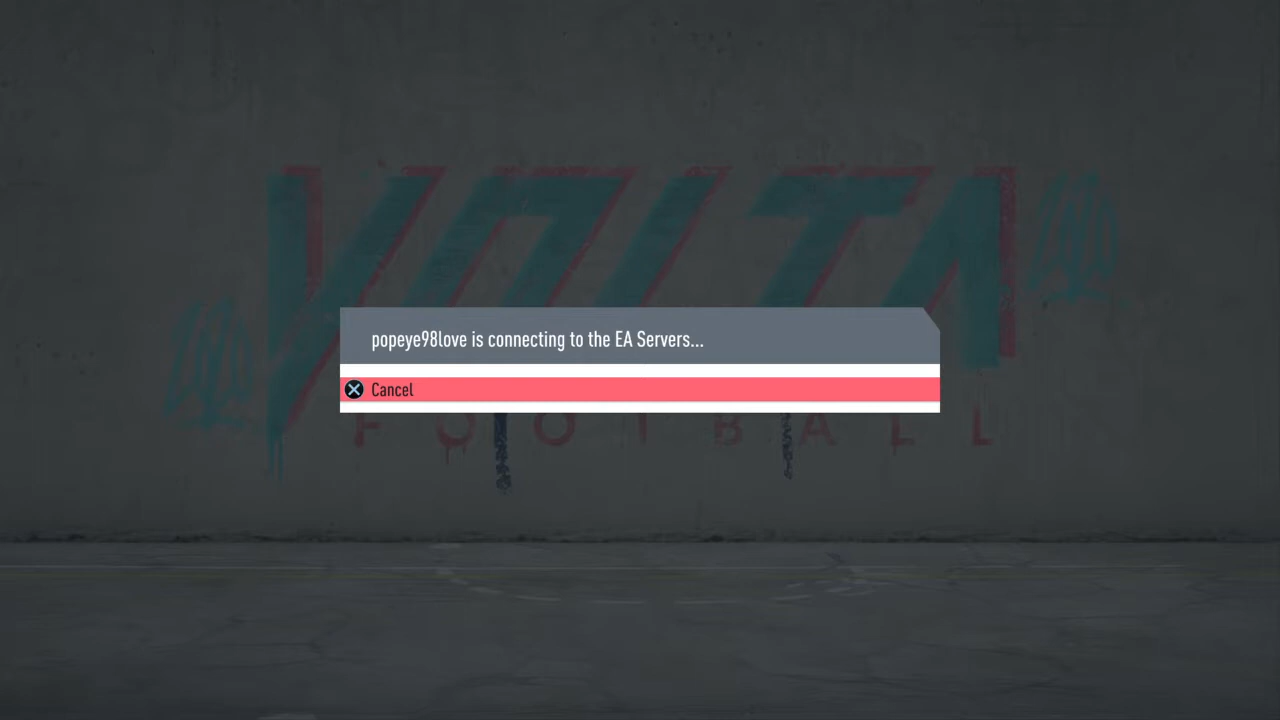 VOLTA
popeye98love is connecting to the EA Servers...
Cancel
FOOTBALL